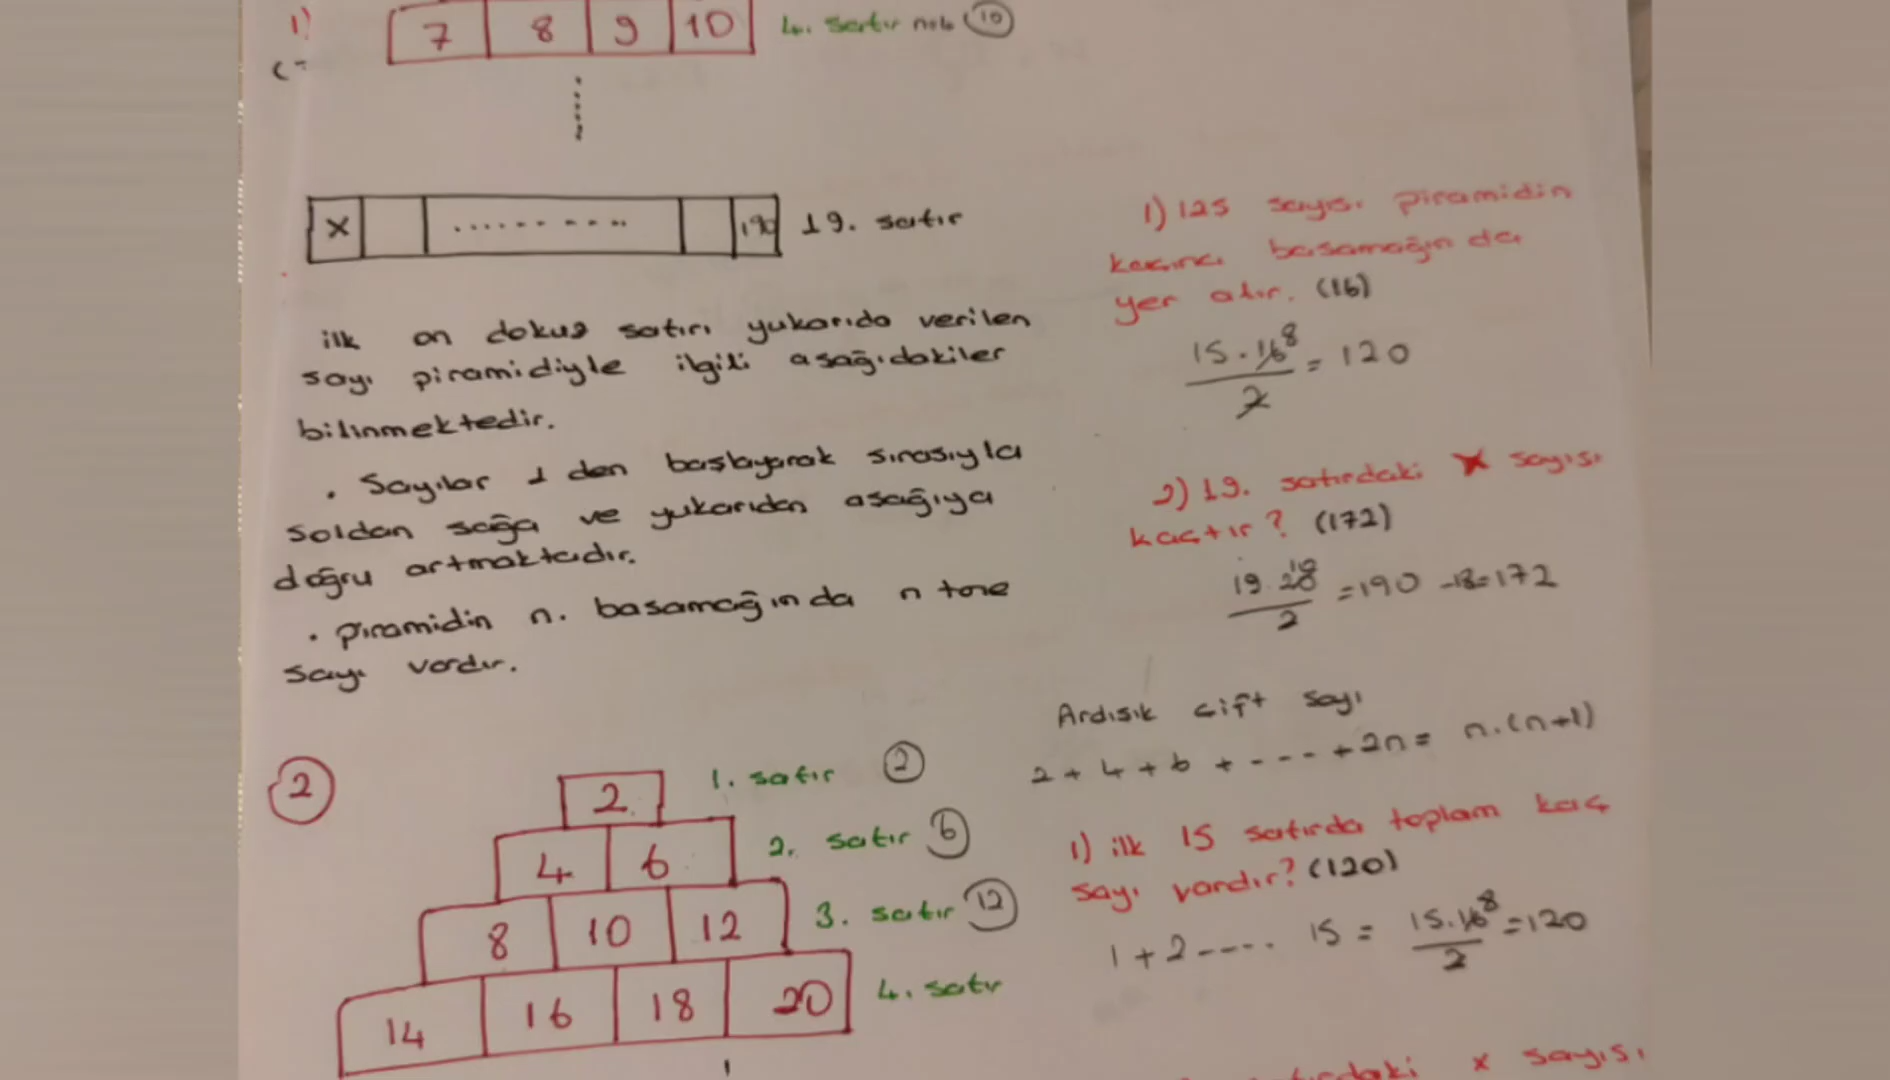 1)
7 8 9 10 4. satır
10
X ......... 190 19. satır
ilk on dokuz satırı yukarıda verilen
sayı piramidiyle ilgili aşağıdakiler
bilinmektedir.
. Sayılar 1 den başlayarak sırasıyla
soldan sağa ve yukarıdan aşağıya
doğru artmaktadır.
. piramidin n. basamağında n tane
sayı vardır.
1) 125 sayısı piramidin
kaçıncı basamağında
yer alır. (16)
15.16 8 / 2 = 120
2) 19. satırdaki X sayısı
kaçtır? (172)
19.20 10 / 2 = 190 -18=172
2
2 1. satır 2
4 6 2. satır 6
8 10 12 3. satır 12
14 16 18 20 4. satır
Ardışık çift sayı
2 + 4 + 6 + ---- + 2n = n.(n+1)
1) ilk 15 satırda toplam kaç
sayı vardır? (120)
1 + 2 ----. 15 = 15.16 8 / 2 = 120
x sayısı